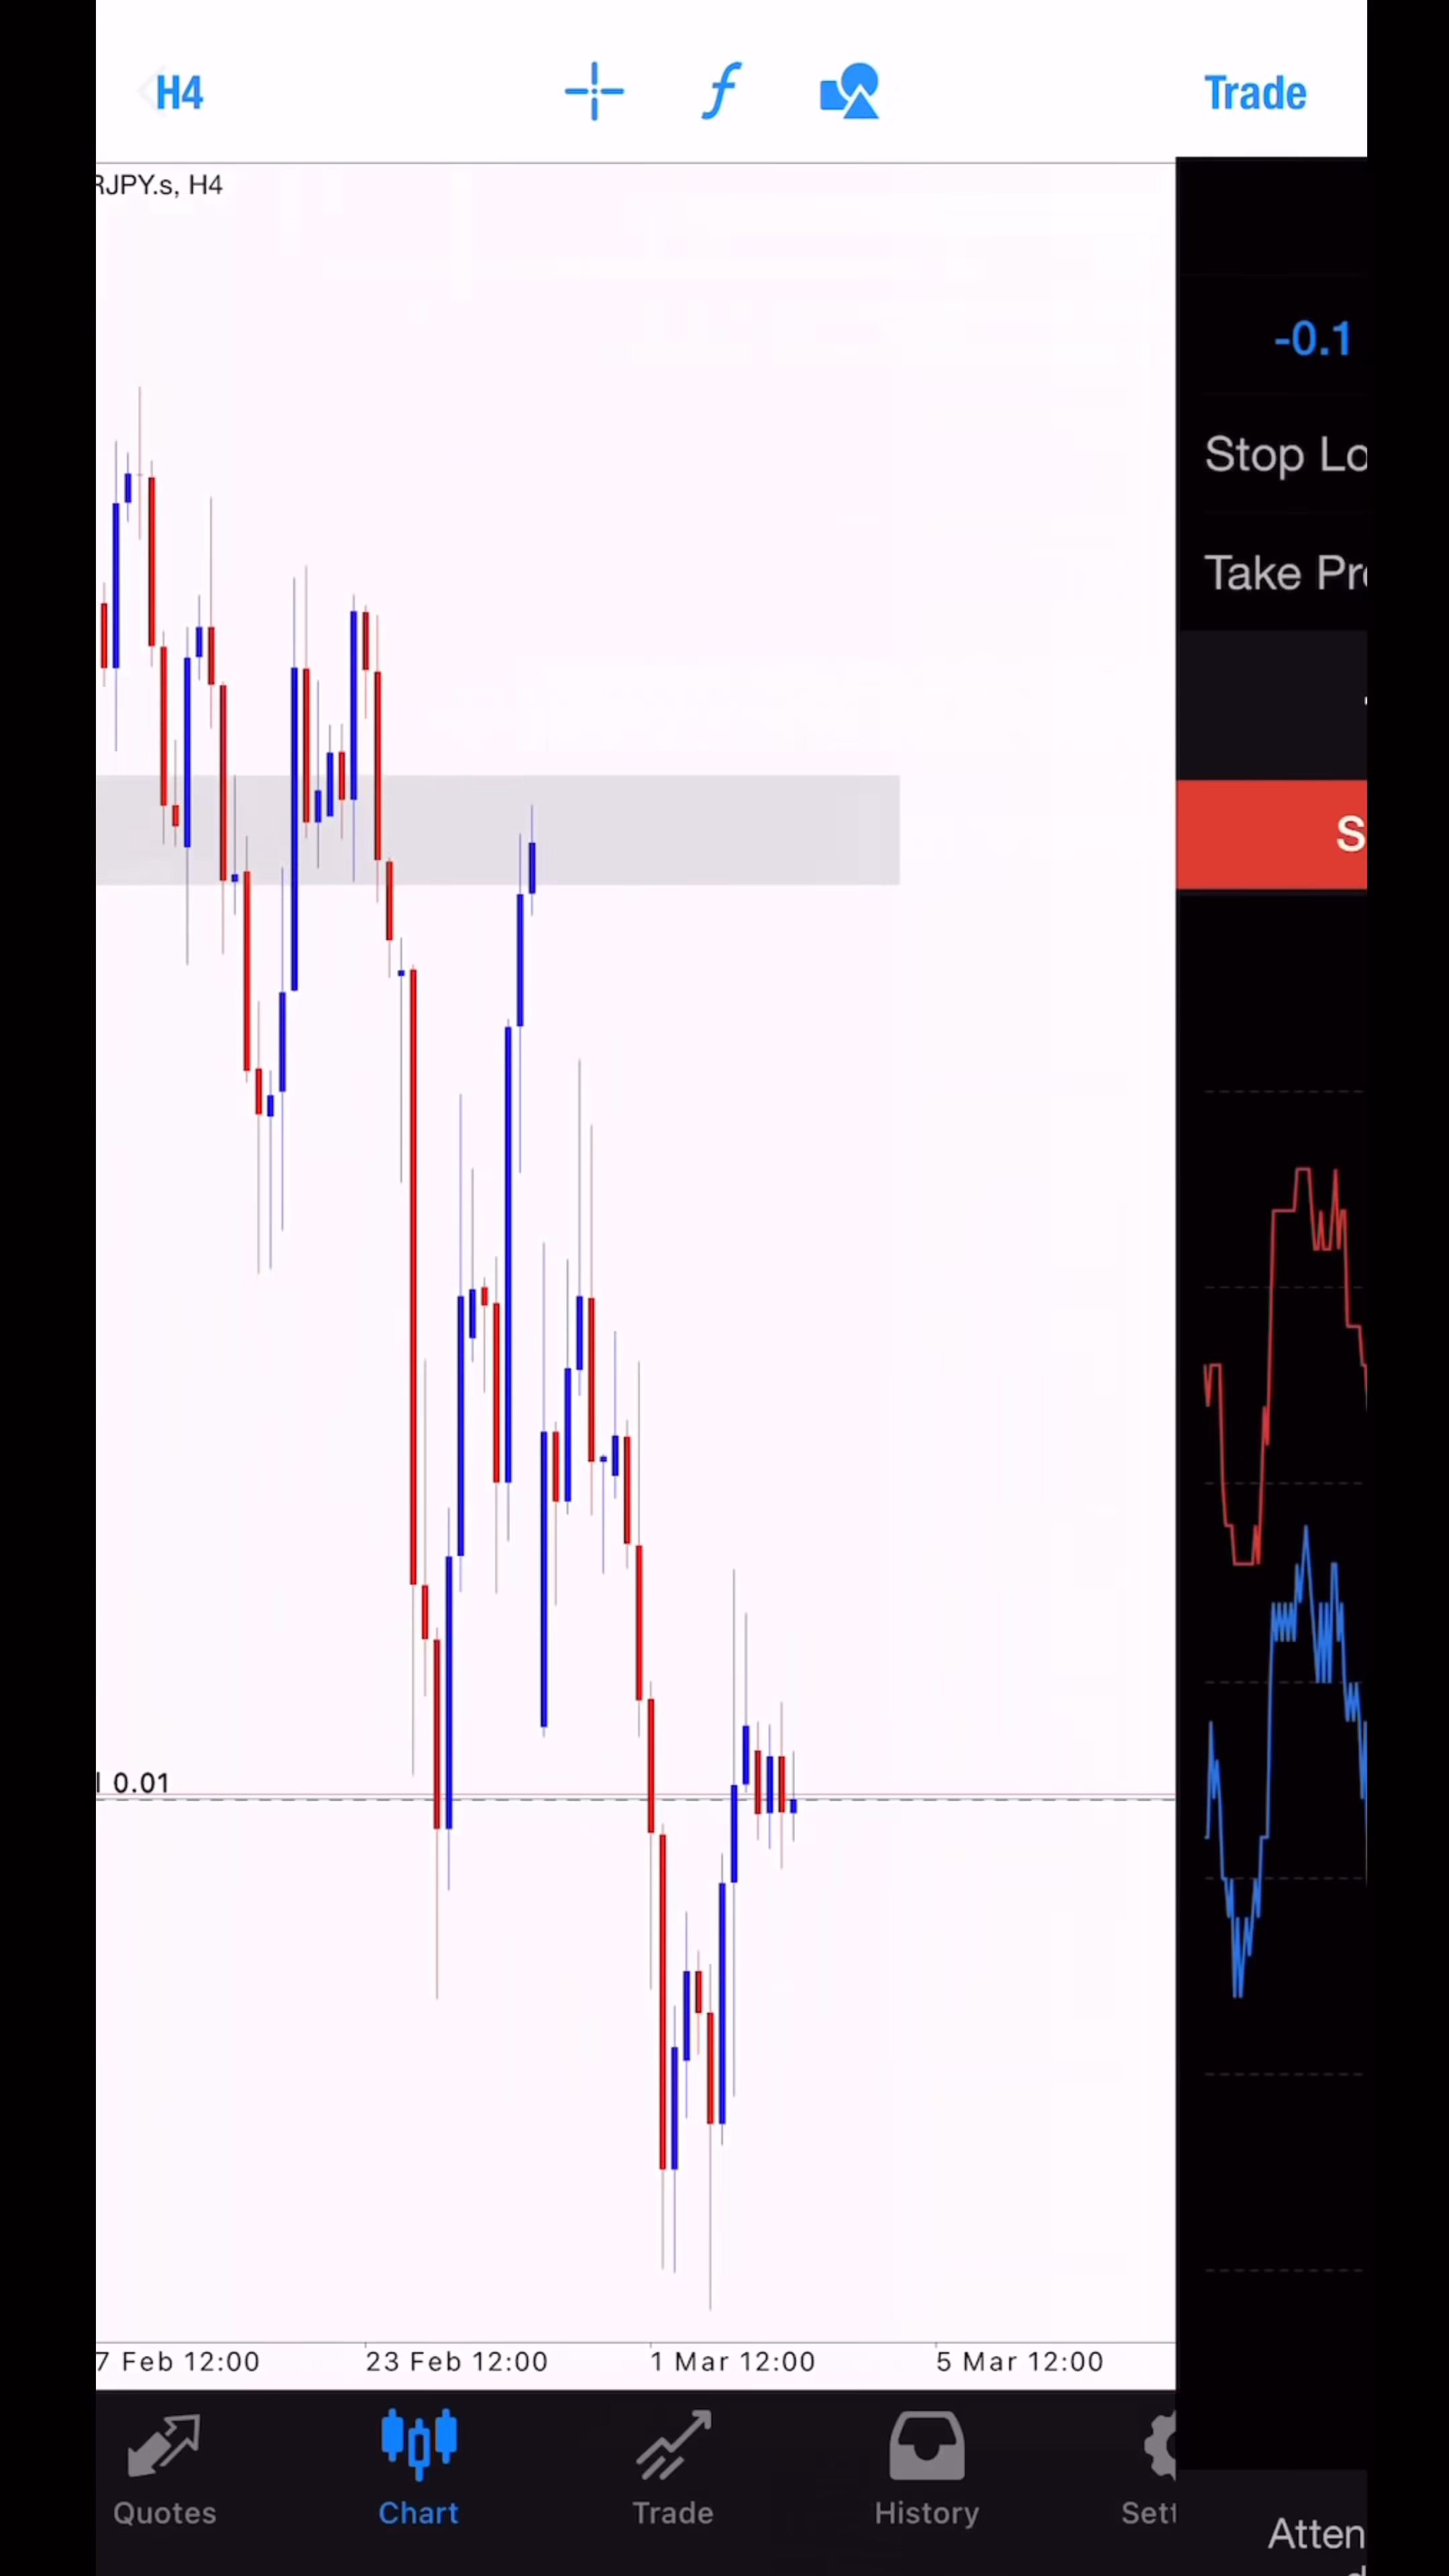 H4
Trade
RJPY.s, H4
-0.1
Stop Lo
Take Pr
S
0.01
7 Feb 12:00
23 Feb 12:00
1 Mar 12:00
5 Mar 12:00
Quotes
Chart
Trade
History
Sett
Atten